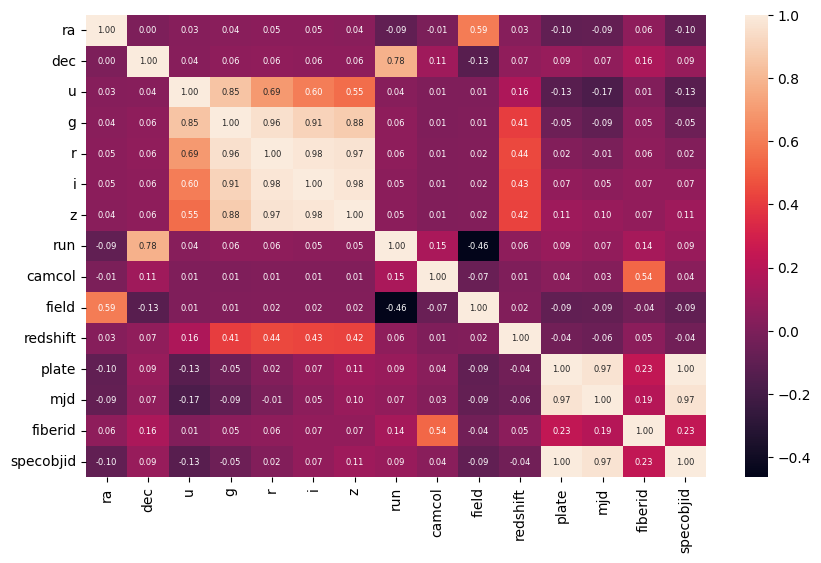 ra 1.00 0.00 0.03 0.04 0.05 0.05 0.04 -0.09 -0.01 0.59 0.03 -0.10 -0.09 0.06 -0.10
dec 0.00 1.00 0.04 0.06 0.06 0.06 0.06 0.78 0.11 -0.13 0.07 0.09 0.07 0.16 0.09
u 0.03 0.04 1.00 0.85 0.69 0.60 0.55 0.04 0.01 0.01 0.16 -0.13 -0.17 0.01 -0.13
g 0.04 0.06 0.85 1.00 0.96 0.91 0.88 0.06 0.01 0.01 0.41 -0.05 -0.09 0.05 -0.05
r 0.05 0.06 0.69 0.96 1.00 0.98 0.97 0.06 0.01 0.02 0.44 0.02 -0.01 0.06 0.02
i 0.05 0.06 0.60 0.91 0.98 1.00 0.98 0.05 0.01 0.02 0.43 0.07 0.05 0.07 0.07
z 0.04 0.06 0.55 0.88 0.97 0.98 1.00 0.05 0.01 0.02 0.42 0.11 0.10 0.07 0.11
run -0.09 0.78 0.04 0.06 0.06 0.05 0.05 1.00 0.15 -0.46 0.06 0.09 0.07 0.14 0.09
camcol -0.01 0.11 0.01 0.01 0.01 0.01 0.01 0.15 1.00 -0.07 0.01 0.04 0.03 0.54 0.04
field 0.59 -0.13 0.01 0.01 0.02 0.02 0.02 -0.46 -0.07 1.00 0.02 -0.09 -0.09 -0.04 -0.09
redshift 0.03 0.07 0.16 0.41 0.44 0.43 0.42 0.06 0.01 0.02 1.00 -0.04 -0.06 0.05 -0.04
plate -0.10 0.09 -0.13 -0.05 0.02 0.07 0.11 0.09 0.04 -0.09 -0.04 1.00 0.97 0.23 1.00
mjd -0.09 0.07 -0.17 -0.09 -0.01 0.05 0.10 0.07 0.03 -0.09 -0.06 0.97 1.00 0.19 0.97
fiberid 0.06 0.16 0.01 0.05 0.06 0.07 0.07 0.14 0.54 -0.04 0.05 0.23 0.19 1.00 0.23
specobjid -0.10 0.09 -0.13 -0.05 0.02 0.07 0.11 0.09 0.04 -0.09 -0.04 1.00 0.97 0.23 1.00
ra dec u g r i z run camcol field redshift plate mjd fiberid specobjid
1.0
0.8
0.6
0.4
0.2
0.0
−0.2
−0.4